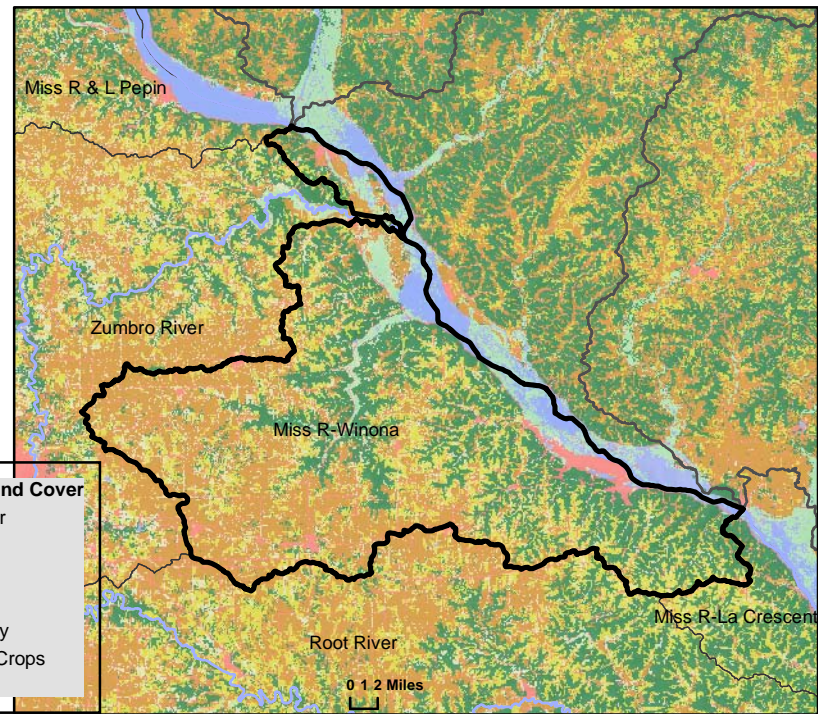 Miss R & L Pepin
Zumbro River
Miss R-Winona
nd Cover
r
y
Crops
Miss R-La Crescent
Root River
0 1 2 Miles